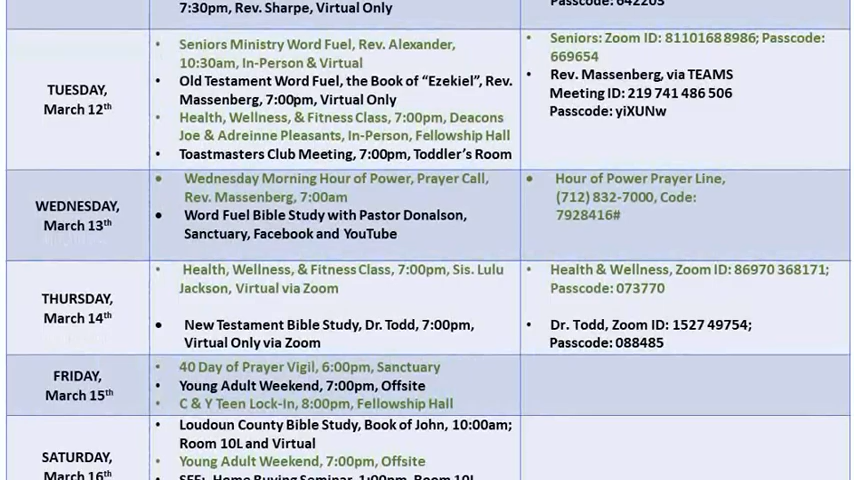 7:30pm, Rev. Sharpe, Virtual Only
Passcode: 642203
TUESDAY,
March 12th
• Seniors Ministry Word Fuel, Rev. Alexander,
10:30am, In-Person & Virtual
• Old Testament Word Fuel, the Book of “Ezekiel”, Rev.
Massenberg, 7:00pm, Virtual Only
• Health, Wellness, & Fitness Class, 7:00pm, Deacons
Joe & Adreinne Pleasants, In-Person, Fellowship Hall
• Toastmasters Club Meeting, 7:00pm, Toddler’s Room
• Seniors: Zoom ID: 81101688986; Passcode:
669654
• Rev. Massenberg, via TEAMS
Meeting ID: 219 741 486 506
Passcode: yiXUNw
WEDNESDAY,
March 13th
• Wednesday Morning Hour of Power, Prayer Call,
Rev. Massenberg, 7:00am
• Word Fuel Bible Study with Pastor Donalson,
Sanctuary, Facebook and YouTube
• Hour of Power Prayer Line,
(712) 832-7000, Code:
7928416#
THURSDAY,
March 14th
• Health, Wellness, & Fitness Class, 7:00pm, Sis. Lulu
Jackson, Virtual via Zoom
• New Testament Bible Study, Dr. Todd, 7:00pm,
Virtual Only via Zoom
• Health & Wellness, Zoom ID: 86970 368171;
Passcode: 073770
• Dr. Todd, Zoom ID: 1527 49754;
Passcode: 088485
FRIDAY,
March 15th
• 40 Day of Prayer Vigil, 6:00pm, Sanctuary
• Young Adult Weekend, 7:00pm, Offsite
• C & Y Teen Lock-In, 8:00pm, Fellowship Hall
SATURDAY,
March 16th
• Loudoun County Bible Study, Book of John, 10:00am;
Room 10L and Virtual
• Young Adult Weekend, 7:00pm, Offsite
• Home Buying Seminar, 1:00pm, Room 10L